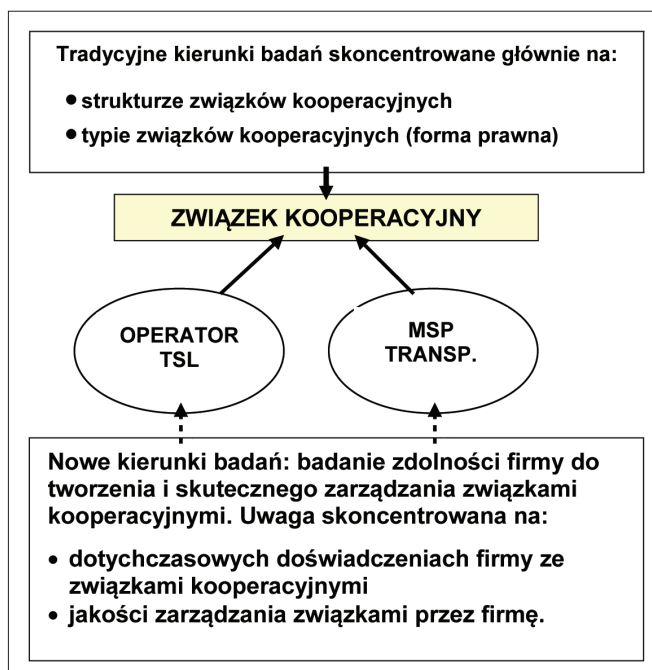 Tradycyjne kierunki badań skoncentrowane głównie na:
• strukturze związków kooperacyjnych
• typie związków kooperacyjnych (forma prawna)
ZWIĄZEK KOOPERACYJNY
OPERATOR
TSL
MSP
TRANSP.
Nowe kierunki badań: badanie zdolności firmy do
tworzenia i skutecznego zarządzania związkami
kooperacyjnymi. Uwaga skoncentrowana na:
• dotychczasowych doświadczeniach firmy ze
związkami kooperacyjnymi
• jakości zarządzania związkami przez firmę.